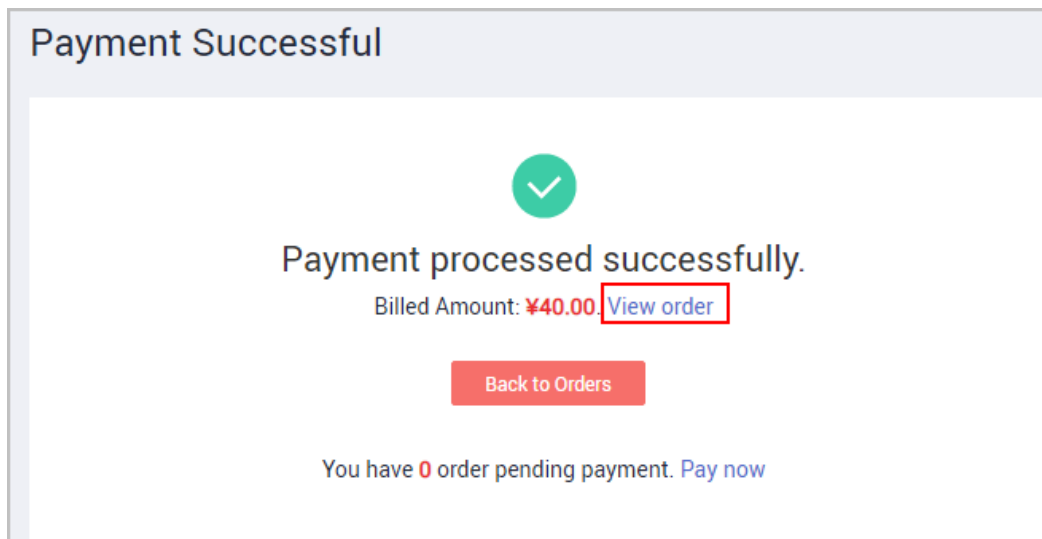 Payment Successful
Payment processed successfully.
Billed Amount: ¥40.00. View order
Back to Orders
You have 0 order pending payment. Pay now